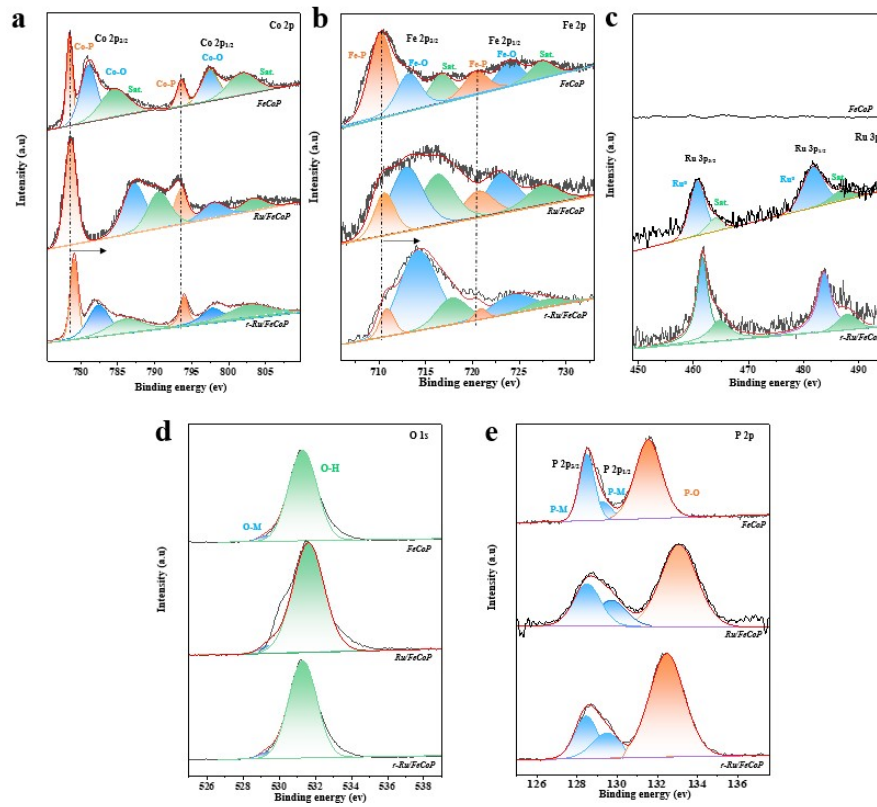 a
Co 2p
Co 2p3/2
Co 2p1/2
Co-P
Co-O
Sat.
Co-P
Co-O
Sat.
FeCoP
Ru/FeCoP
r-Ru/FeCoP
Intensity (a.u)
780 785 790 795 800 805
Binding energy (ev)
b
Fe 2p
Fe 2p3/2
Fe 2p1/2
Fe-P
Fe-O
Sat.
Fe-P
Fe-O
Sat.
FeCoP
Ru/FeCoP
r-Ru/FeCoP
Intensity (a.u)
710 715 720 725 730
Binding energy (ev)
c
FeCoP
Ru 3p
Ru 3p3/2
Ru 3p1/2
Sat.
Sat.
Ru/FeCoP
r-Ru/FeCoP
Intensity (a.u)
450 460 470 480 490
Binding energy (ev)
d
O 1s
O-H
O-M
FeCoP
Ru/FeCoP
r-Ru/FeCoP
Intensity (a.u)
526 528 530 532 534 536 538
Binding energy (ev)
e
P 2p
P 2p3/2
P 2p1/2
P-M
P-M
P-O
FeCoP
Ru/FeCoP
r-Ru/FeCoP
Intensity (a.u)
126 128 130 132 134 136
Binding energy (ev)